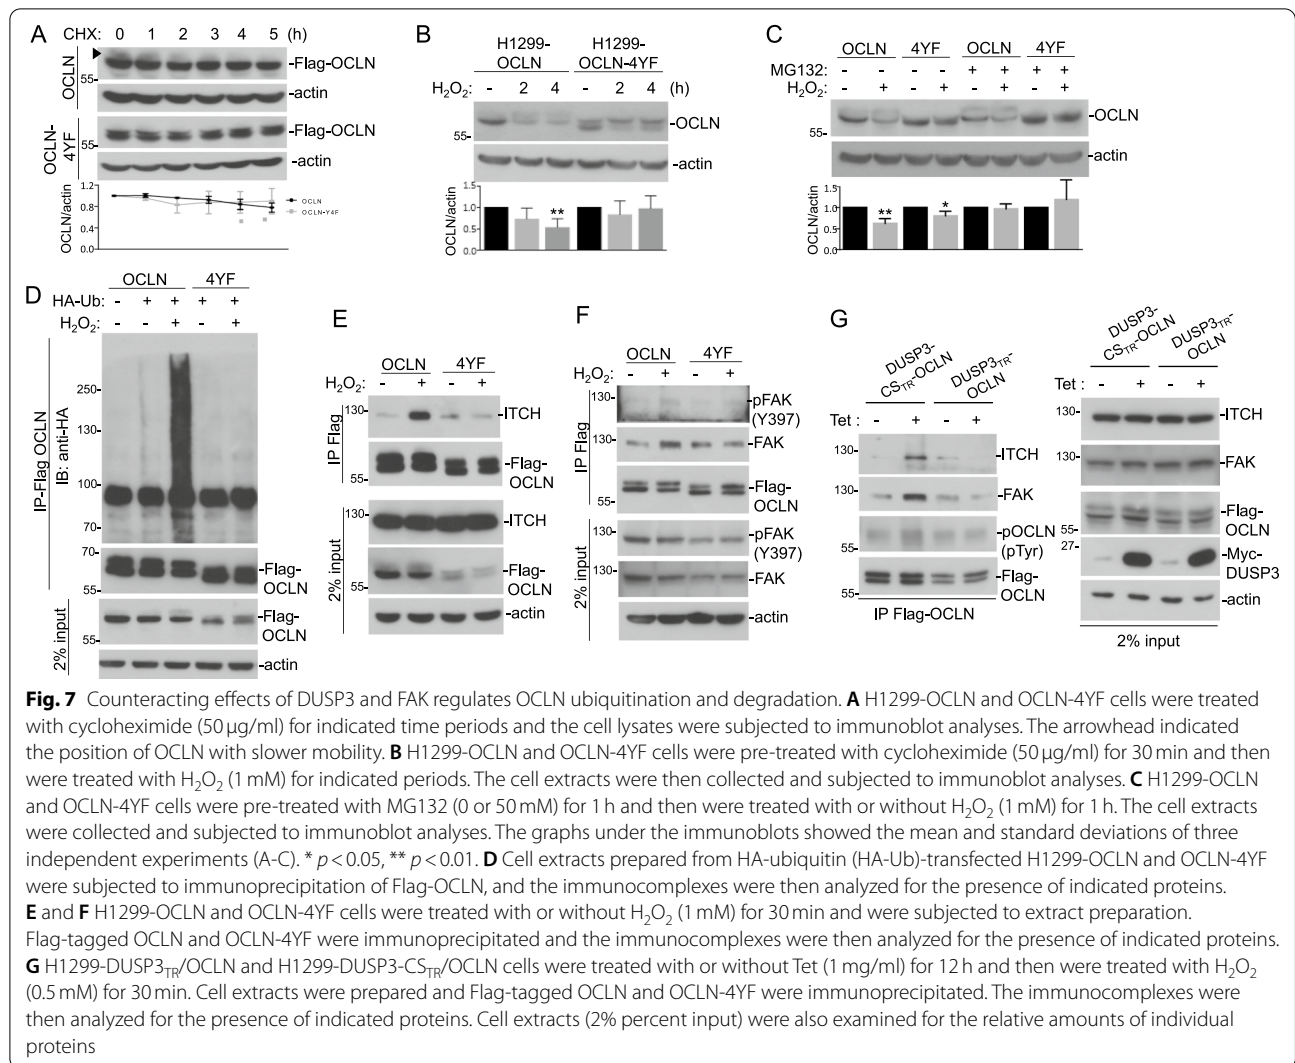 A
CHX: 0 1 2 3 4 5 (h)
OCLN
-Flag-OCLN
55-
-actin
OCLN-
4YF
-Flag-OCLN
55-
-actin
OCLN/actin
1.2
0.8
0.4
0.0
OCLN
OCLN-Y4F
B
H1299-
OCLN
H1299-
OCLN-4YF
H2O2: - 2 4 - 2 4 (h)
-OCLN
55-
-actin
OCLN/actin
1.5
1.0
0.5
0.0
**
C
OCLN 4YF OCLN 4YF
MG132: - - - - + + + +
H2O2: - + - + - + - +
-OCLN
55-
-actin
OCLN/actin
1.5
1.0
0.5
0.0
** *
D
OCLN 4YF
HA-Ub: - + + + +
H2O2: - - + - +
IP-Flag OCLN
IB: anti-HA
250-
130-
100-
70-
70-
-Flag-
OCLN
55-
2% input
-Flag-
OCLN
55-
-actin
E
OCLN 4YF
H2O2: - + - +
IP Flag
130-
-ITCH
-Flag-
OCLN
55-
2% input
130-
-ITCH
-Flag-
OCLN
55-
-actin
F
OCLN 4YF
H2O2: - + - +
IP Flag
-pFAK
(Y397)
130-
130-
-FAK
-Flag-
OCLN
55-
2% input
130-
-pFAK
(Y397)
130-
-FAK
-actin
G
DUSP3-
CSTR-OCLN
DUSP3TR-
OCLN
Tet : - + - +
130-
-ITCH
130-
-FAK
-pOCLN
(pTyr)
55-
-Flag-
OCLN
55-
IP Flag-OCLN
DUSP3-
CSTR-OCLN
DUSP3TR-
OCLN
Tet : - + - +
130-
-ITCH
130-
-FAK
-Flag-
OCLN
55-
27-
-Myc-
DUSP3
-actin
2% input
Fig. 7 Counteracting effects of DUSP3 and FAK regulates OCLN ubiquitination and degradation. A H1299-OCLN and OCLN-4YF cells were treated
with cycloheximide (50 μg/ml) for indicated time periods and the cell lysates were subjected to immunoblot analyses. The arrowhead indicated
the position of OCLN with slower mobility. B H1299-OCLN and OCLN-4YF cells were pre-treated with cycloheximide (50 μg/ml) for 30 min and then
were treated with H2O2 (1 mM) for indicated periods. The cell extracts were then collected and subjected to immunoblot analyses. C H1299-OCLN
and OCLN-4YF cells were pre-treated with MG132 (0 or 50 mM) for 1 h and then were treated with or without H2O2 (1 mM) for 1 h. The cell extracts
were collected and subjected to immunoblot analyses. The graphs under the immunoblots showed the mean and standard deviations of three
independent experiments (A-C). * p < 0.05, ** p < 0.01. D Cell extracts prepared from HA-ubiquitin (HA-Ub)-transfected H1299-OCLN and OCLN-4YF
were subjected to immunoprecipitation of Flag-OCLN, and the immunocomplexes were then analyzed for the presence of indicated proteins.
E and F H1299-OCLN and OCLN-4YF cells were treated with or without H2O2 (1 mM) for 30 min and were subjected to extract preparation.
Flag-tagged OCLN and OCLN-4YF were immunoprecipitated and the immunocomplexes were then analyzed for the presence of indicated proteins.
G H1299-DUSP3TR/OCLN and H1299-DUSP3-CSTR/OCLN cells were treated with or without Tet (1 mg/ml) for 12 h and then were treated with H2O2
(0.5 mM) for 30 min. Cell extracts were prepared and Flag-tagged OCLN and OCLN-4YF were immunoprecipitated. The immunocomplexes were
then analyzed for the presence of indicated proteins. Cell extracts (2% percent input) were also examined for the relative amounts of individual
proteins